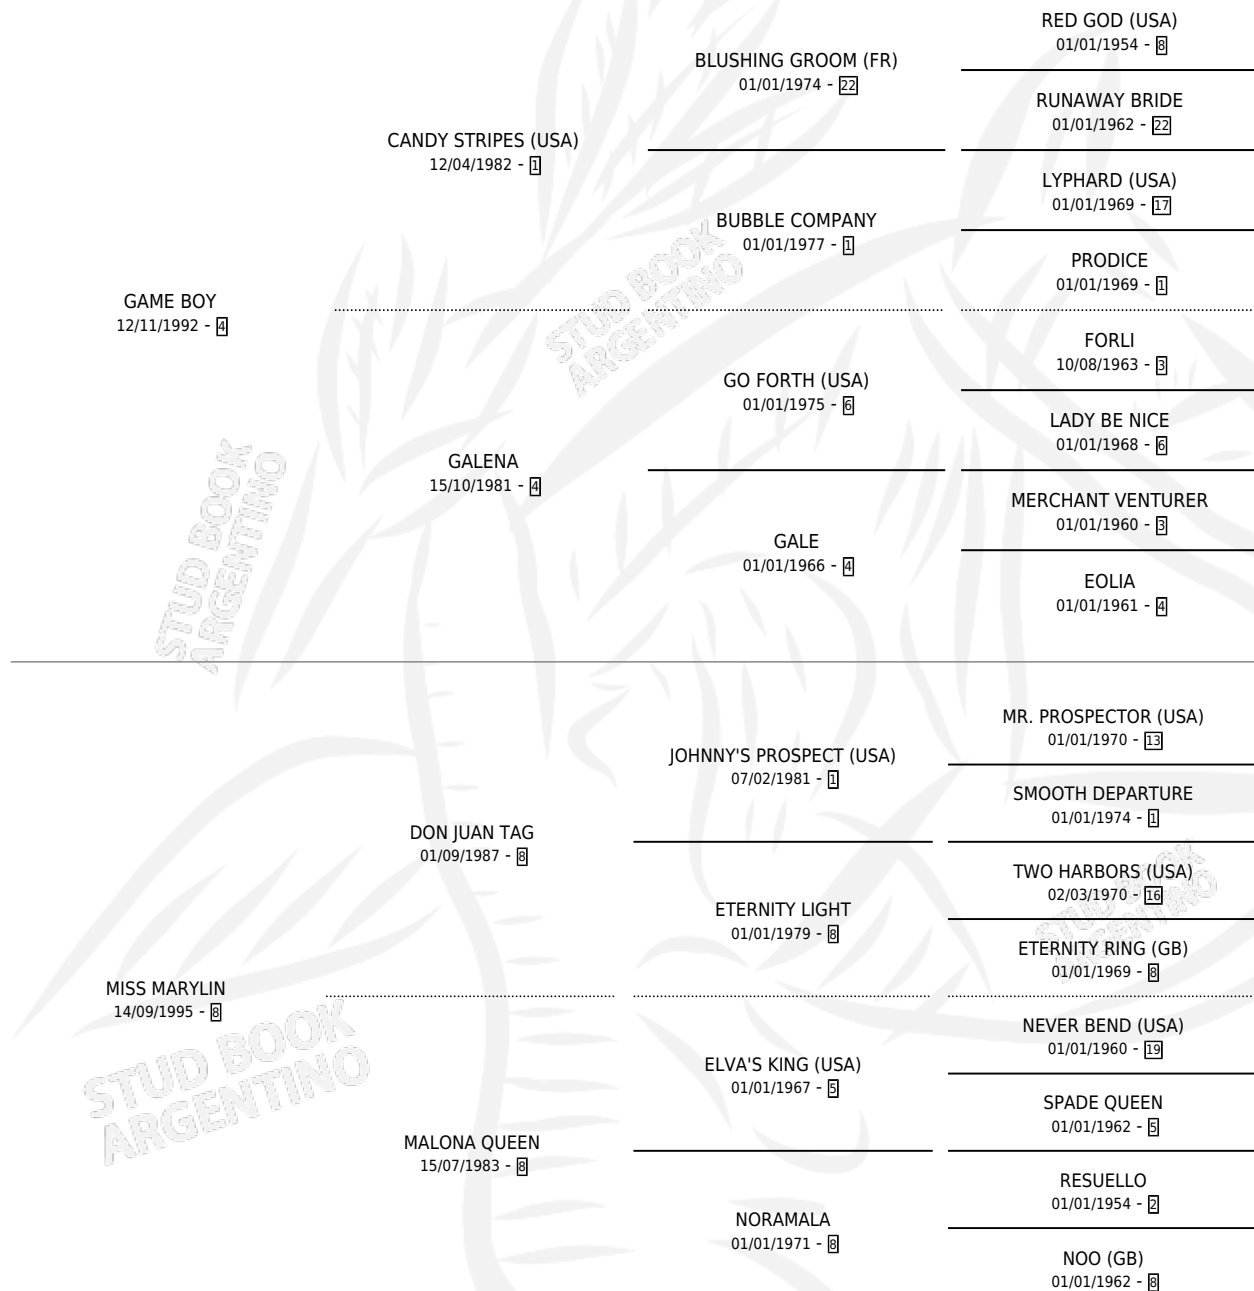 RED GOD (USA)
01/01/1954 - 8
BLUSHING GROOM (FR)
01/01/1974 - 22
RUNAWAY BRIDE
01/01/1962 - 22
CANDY STRIPES (USA)
12/04/1982 - 1
LYPHARD (USA)
01/01/1969 - 17
BUBBLE COMPANY
01/01/1977 - 1
PRODICE
01/01/1969 - 1
GAME BOY
12/11/1992 - 4
STUD BOOK
ARGENTINO
FORLI
10/08/1963 - 3
GO FORTH (USA)
01/01/1975 - 6
LADY BE NICE
01/01/1968 - 6
GALENA
15/10/1981 - 4
MERCHANT VENTURER
01/01/1960 - 3
GALE
01/01/1966 - 4
EOLIA
01/01/1961 - 4
STUD BOOK
ARGENTINO
MR. PROSPECTOR (USA)
01/01/1970 - 13
JOHNNY'S PROSPECT (USA)
07/02/1981 - 1
SMOOTH DEPARTURE
01/01/1974 - 1
DON JUAN TAG
01/09/1987 - 8
TWO HARBORS (USA)
02/03/1970 - 16
STUD BOOK
ARGENTINO
ETERNITY LIGHT
01/01/1979 - 8
ETERNITY RING (GB)
01/01/1969 - 8
MISS MARYLIN
14/09/1995 - 8
STUD BOOK
ARGENTINO
NEVER BEND (USA)
01/01/1960 - 19
ELVA'S KING (USA)
01/01/1967 - 5
SPADE QUEEN
01/01/1962 - 5
MALONA QUEEN
15/07/1983 - 8
RESUELLO
01/01/1954 - 2
NORAMALA
01/01/1971 - 8
NOO (GB)
01/01/1962 - 8